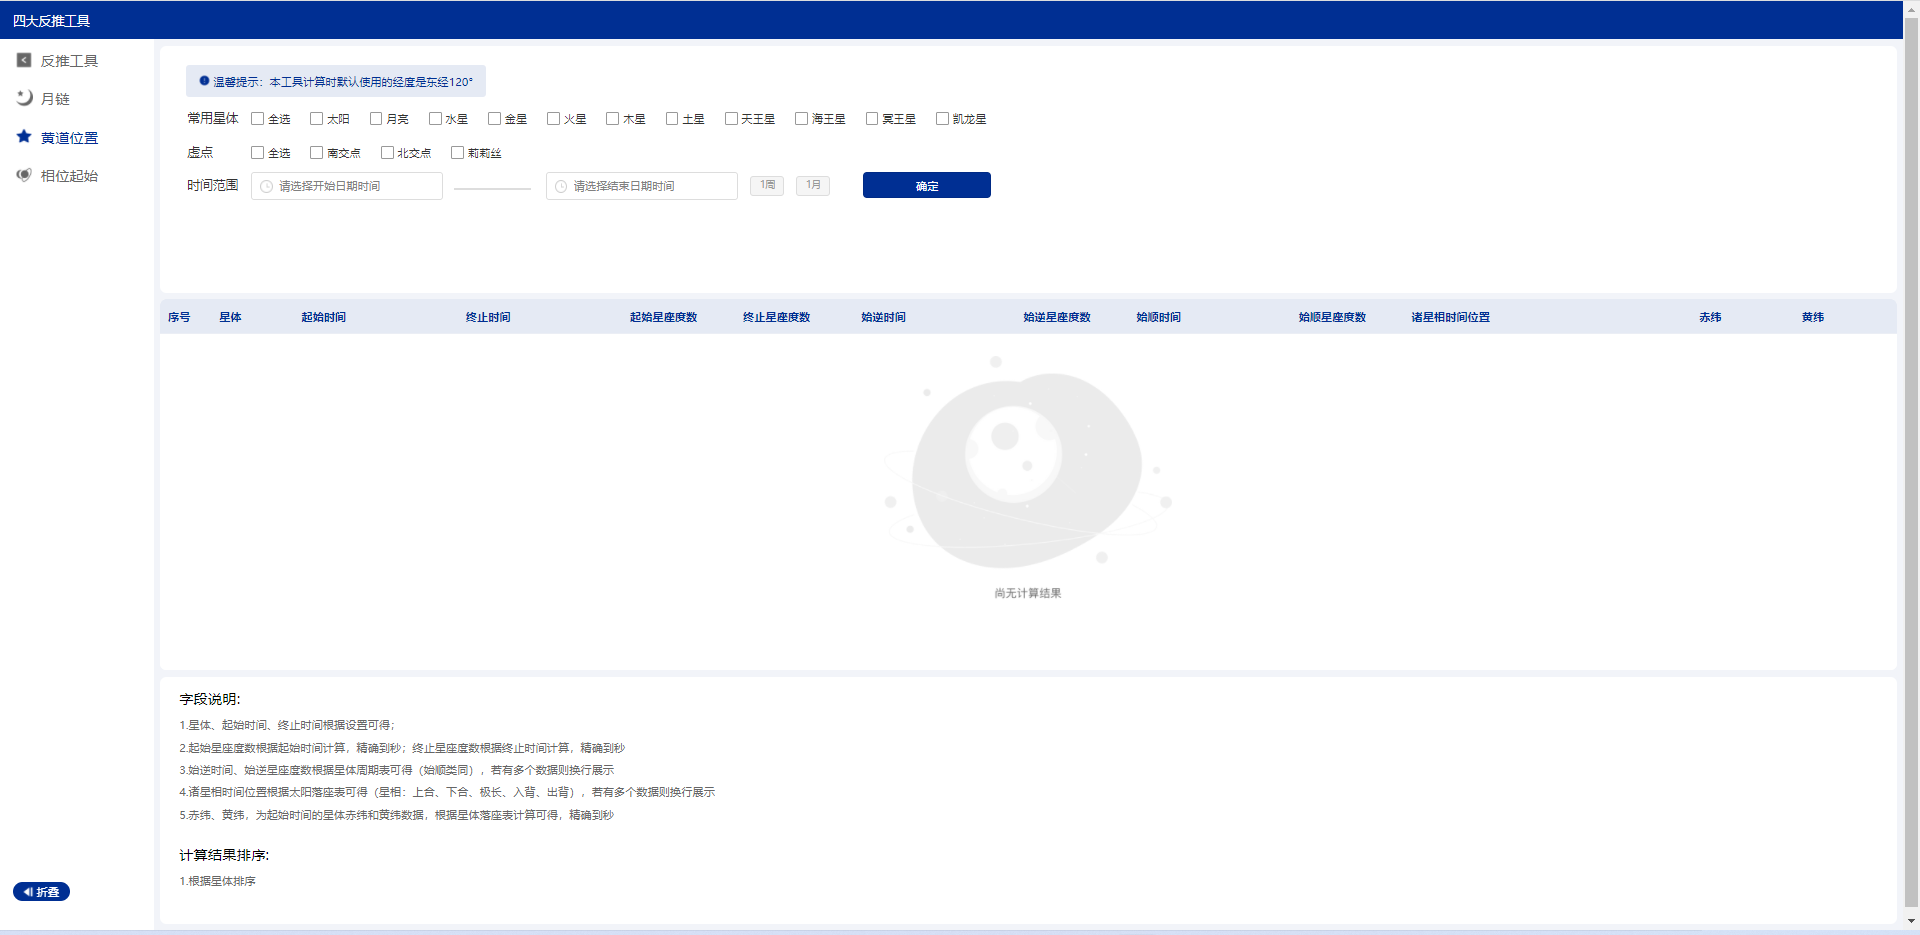 四大反推工具
反推工具
月链
黄道位置
相位起始
折叠
温馨提示：本工具计算时默认使用的经度是东经120°
常用星体 全选 太阳 月亮 水星 金星 火星 木星 土星 天王星 海王星 冥王星 凯龙星
虚点 全选 南交点 北交点 莉莉丝
时间范围 请选择开始日期时间 请选择结束日期时间 1周 1月 确定
序号 星体 起始时间 终止时间 起始星座度数 终止星座度数 始逆时间 始逆星座度数 始顺时间 始顺星座度数 诸星相时间位置 赤纬 黄纬
尚无计算结果
字段说明:
1.星体、起始时间、终止时间根据设置可得；
2.起始星座度数根据起始时间计算，精确到秒；终止星座度数根据终止时间计算，精确到秒
3.始逆时间、始逆星座度数根据星体周期表可得（始顺类同），若有多个数据则换行展示
4.诸星相时间位置根据太阳落座表可得（星相：上合、下合、极长、入背、出背），若有多个数据则换行展示
5.赤纬、黄纬，为起始时间的星体赤纬和黄纬数据，根据星体落座表计算可得，精确到秒
计算结果排序:
1.根据星体排序